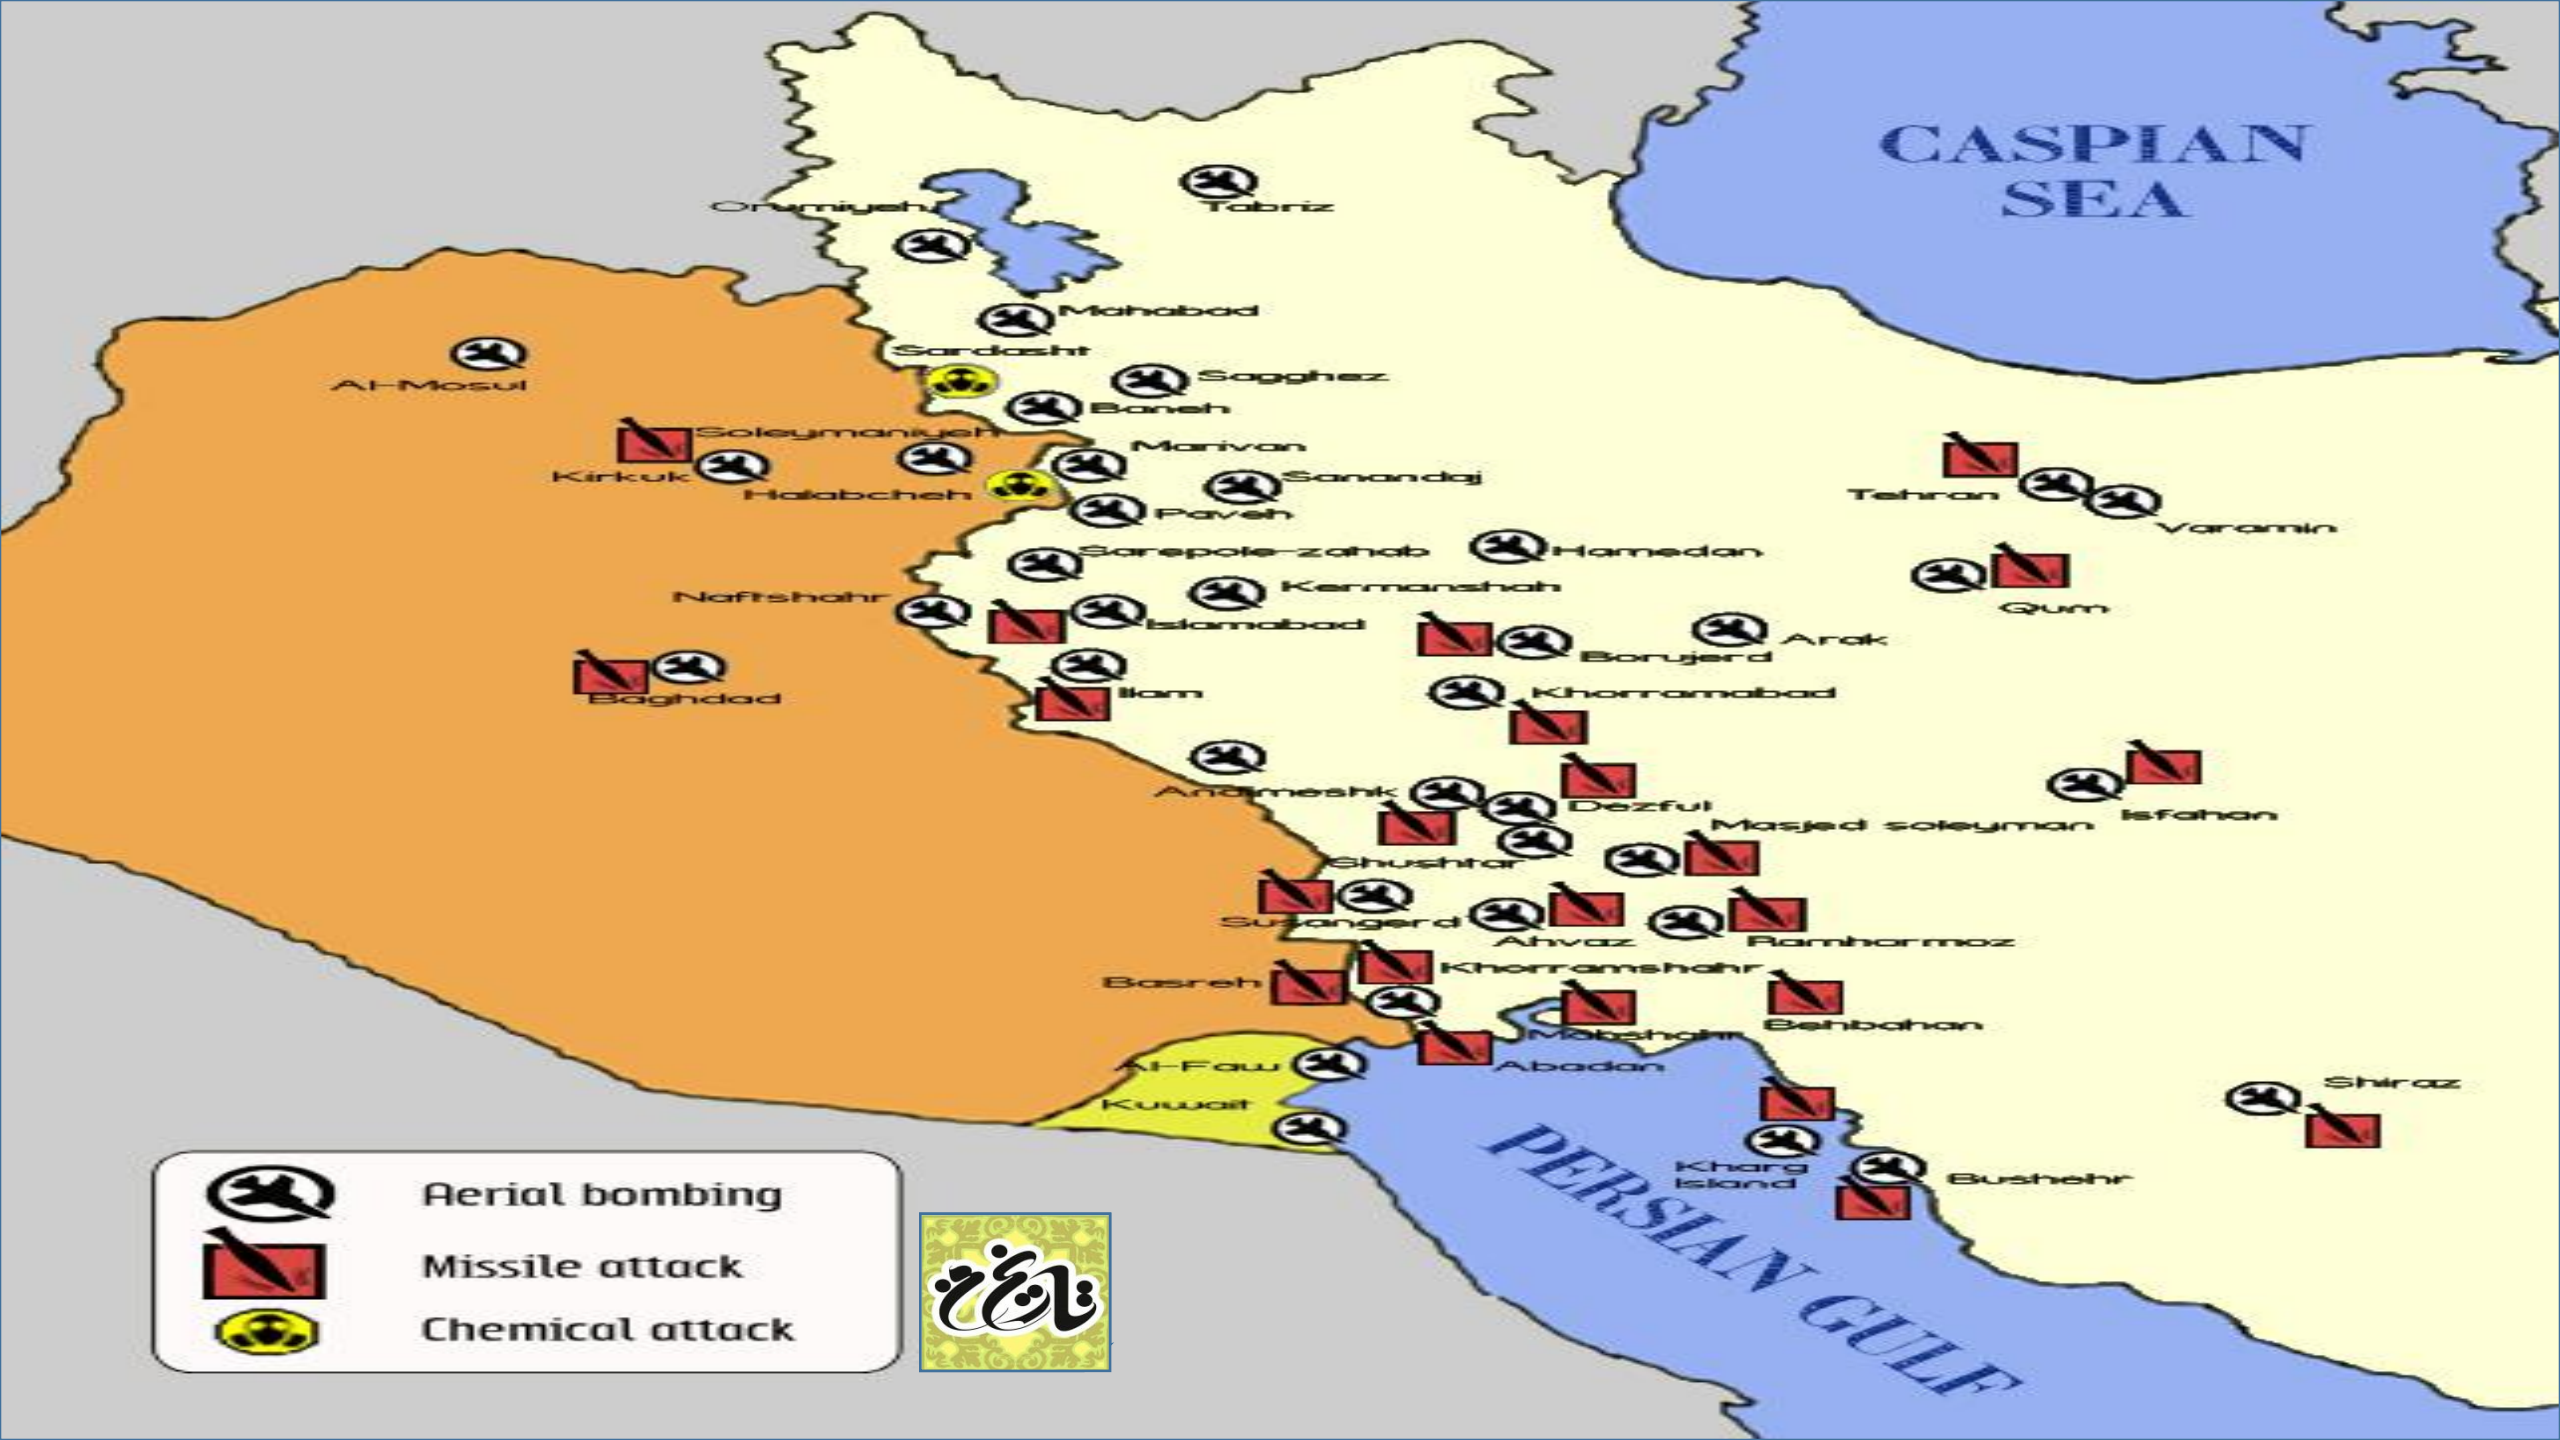 CASPIAN
SEA
Orumiyeh
Tabriz
Mahabad
Sardasht
Al-Mosul
Sagghez
Baneh
Soleymaniyeh
Marivan
Kirkuk
Sanandaj
Halabcheh
Tehran
Paveh
Varamin
Sarepole-zahab
Hamedan
Kermanshah
Naftshahr
Qum
Islamabad
Arak
Borujerd
Baghdad
Ilam
Khorramabad
Andimeshk
Dezful
Isfahan
Masjed soleyman
Shushtar
Susangerd
Ahvaz
Ramhormoz
Khorramshahr
Basreh
Behbahan
Mahshahr
Al-Faw
Abadan
Shiraz
Kuwait
Kharg
Island
Bushehr
PERSIAN GULF
Aerial bombing
Missile attack
Chemical attack